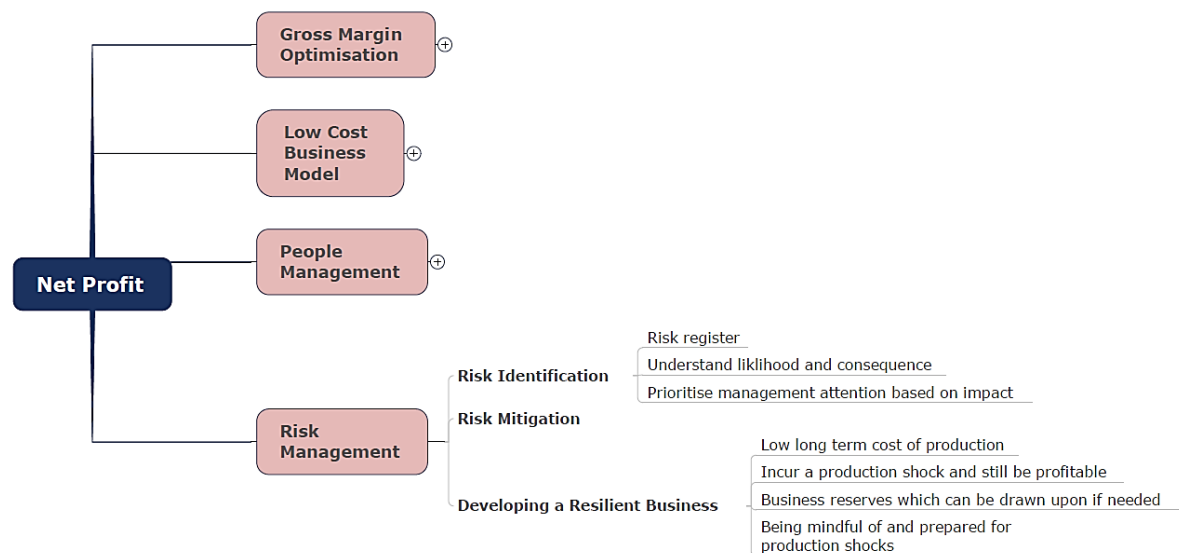 Gross Margin
Optimisation
Low Cost
Business
Model
People
Management
Net Profit
Risk
Management
Risk Identification
Risk register
Understand liklihood and consequence
Prioritise management attention based on impact
Risk Mitigation
Developing a Resilient Business
Low long term cost of production
Incur a production shock and still be profitable
Business reserves which can be drawn upon if needed
Being mindful of and prepared for
production shocks